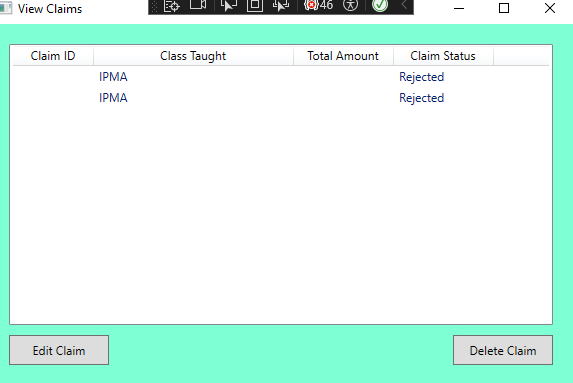 View Claims
46
Claim ID Class Taught Total Amount Claim Status
IPMA Rejected
IPMA Rejected
Edit Claim Delete Claim